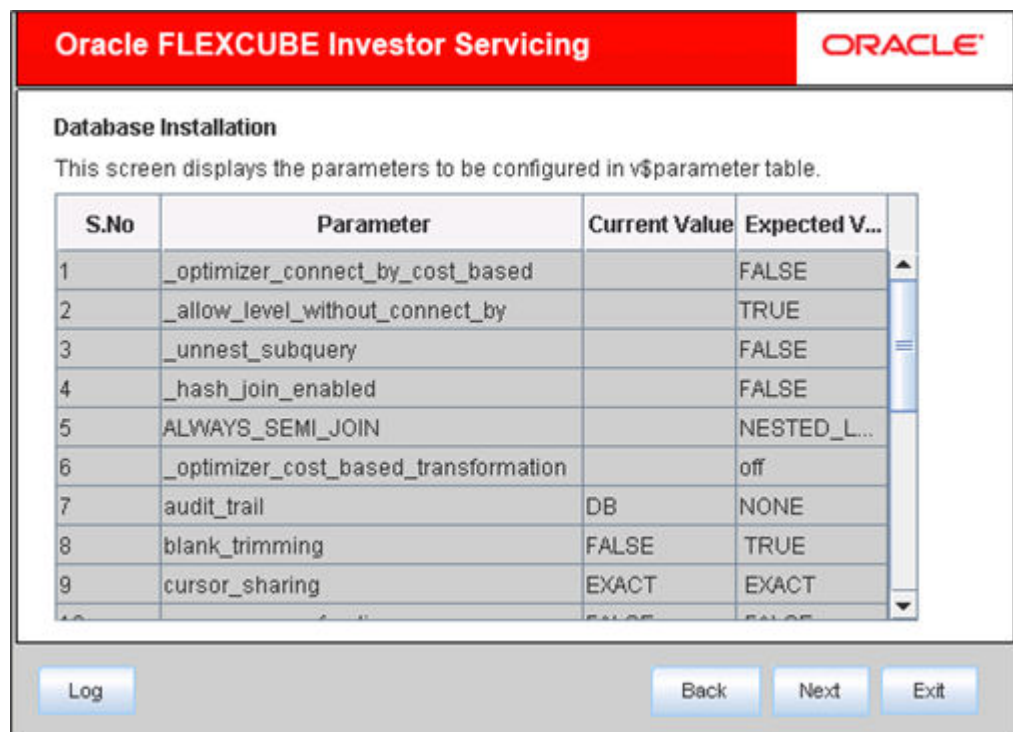 Oracle FLEXCUBE Investor Servicing
ORACLE
Database Installation
This screen displays the parameters to be configured in v$parameter table.
S.No Parameter Current Value Expected V...
1 _optimizer_connect_by_cost_based FALSE
2 _allow_level_without_connect_by TRUE
3 _unnest_subquery FALSE
4 _hash_join_enabled FALSE
5 ALWAYS_SEMI_JOIN NESTED_L...
6 _optimizer_cost_based_transformation off
7 audit_trail DB NONE
8 blank_trimming FALSE TRUE
9 cursor_sharing EXACT EXACT
Log Back Next Exit